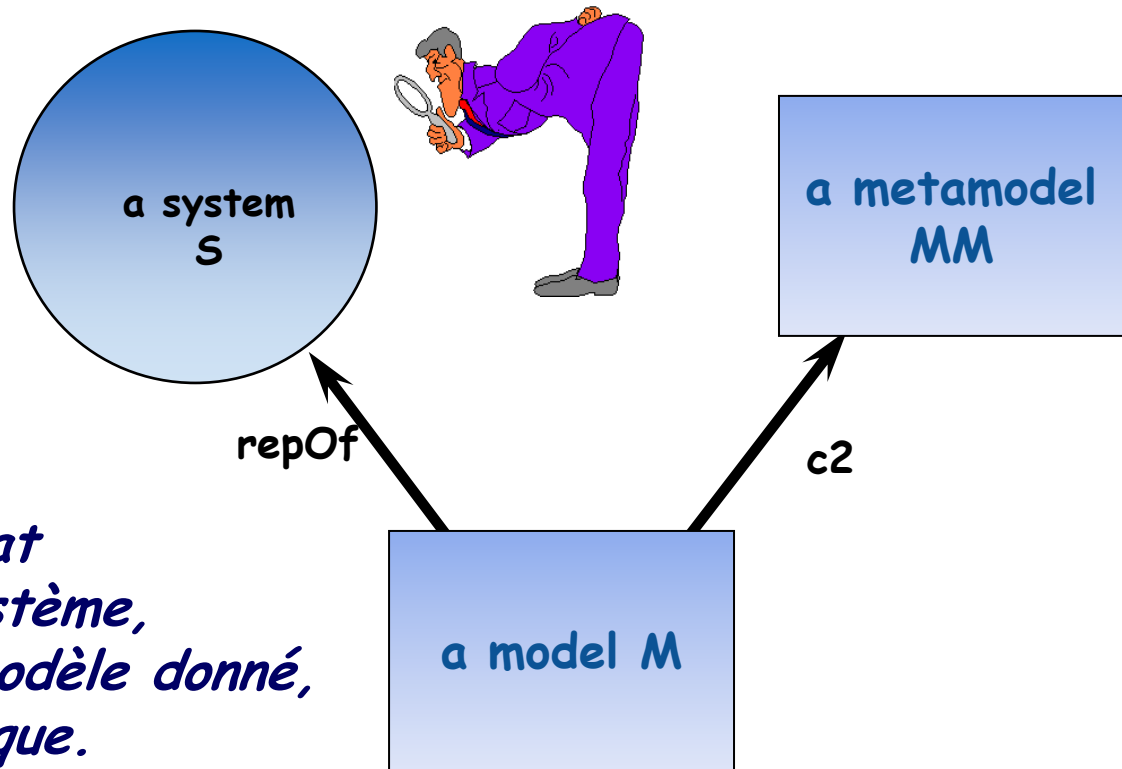 a system
S
a metamodel
MM
repOf
c2
a model M
at
stème,
odèle donné,
que.